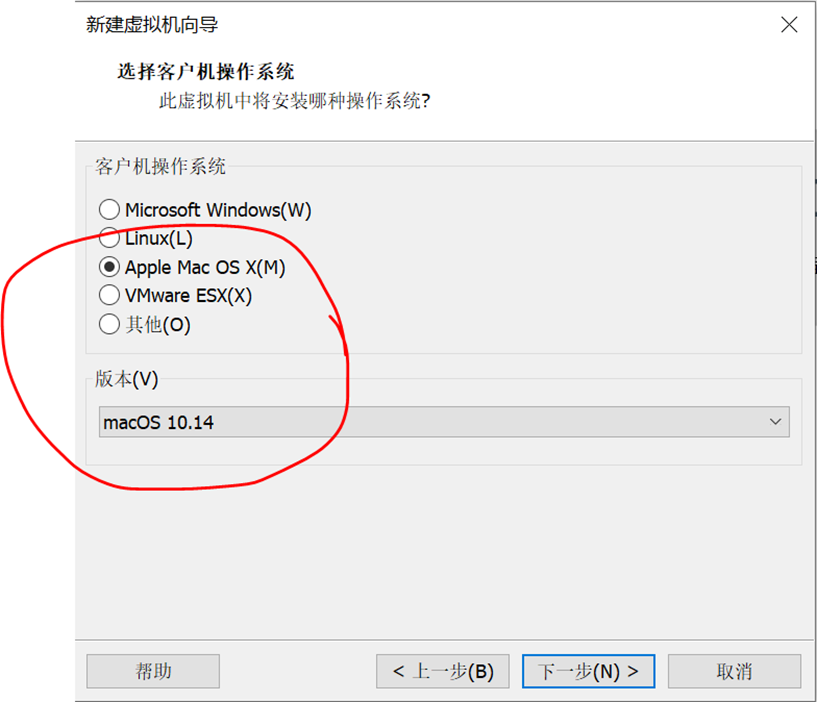 新建虚拟机向导
选择客户机操作系统
此虚拟机中将安装哪种操作系统?
客户机操作系统
Microsoft Windows(W)
Linux(L)
Apple Mac OS X(M)
VMware ESX(X)
其他(O)
版本(V)
macOS 10.14
帮助
< 上一步(B)
下一步(N) >
取消